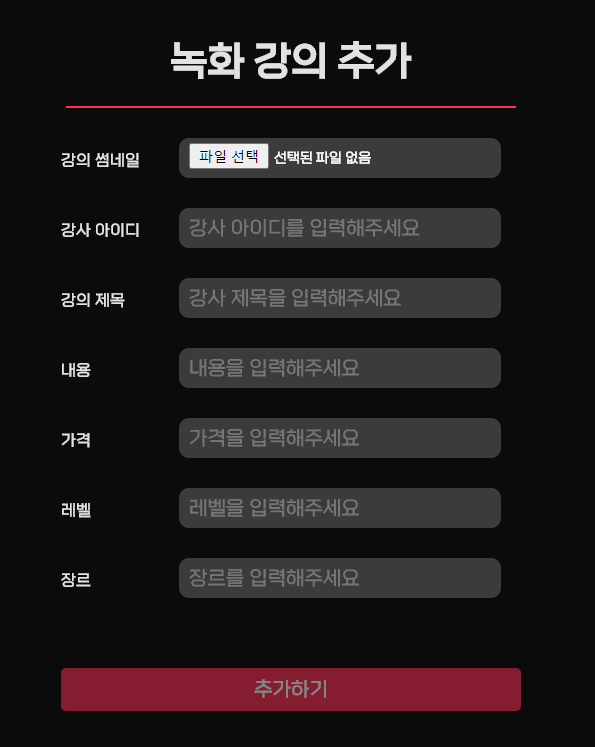 녹화 강의 추가
강의 썸네일 파일 선택 선택된 파일 없음
강사 아이디 강사 아이디를 입력해주세요
강의 제목 강사 제목을 입력해주세요
내용 내용을 입력해주세요
가격 가격을 입력해주세요
레벨 레벨을 입력해주세요
장르 장르를 입력해주세요
추가하기